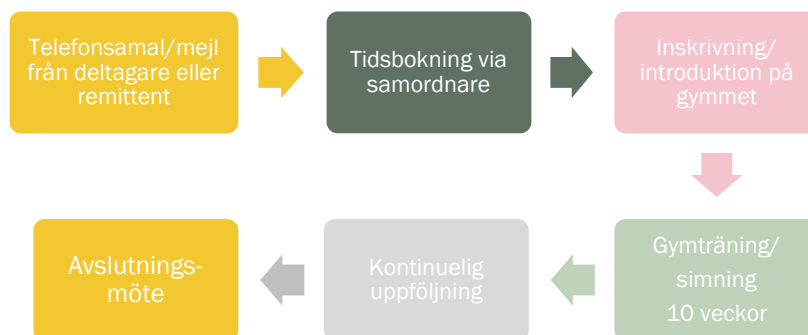 Telefonsamal/mejl
från deltagare eller
remittent
Tidsbokning via
samordnare
Inskrivning/
introduktion på
gymmet
Gymträning/
simning
10 veckor
Kontinuelig
uppföljning
Avslutnings-
möte